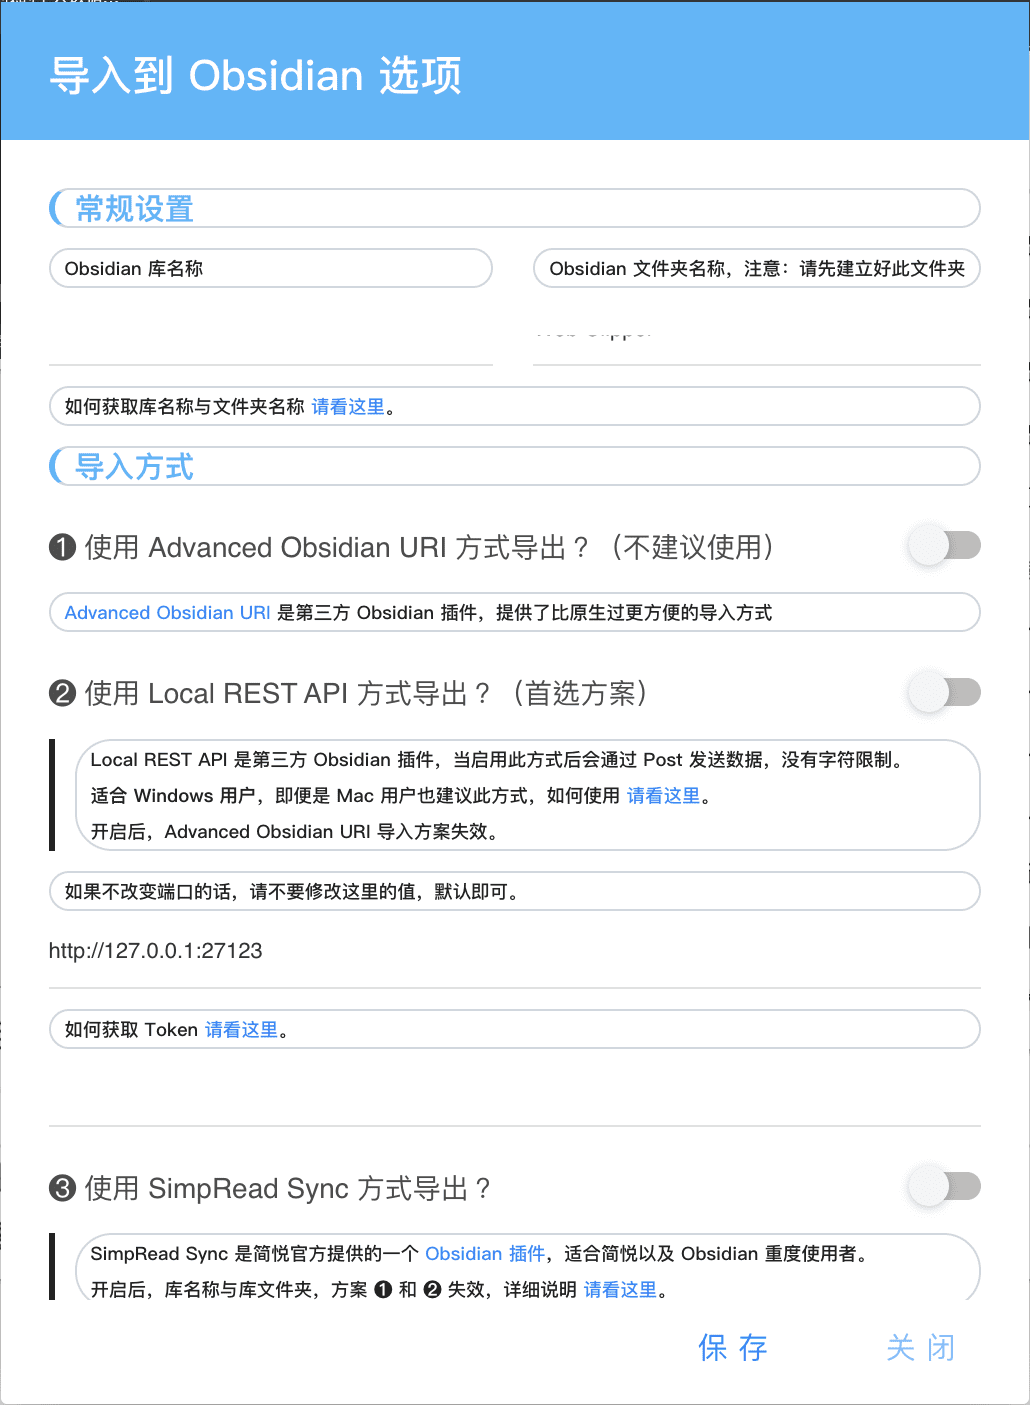 导入到 Obsidian 选项
常规设置
Obsidian 库名称
Obsidian 文件夹名称，注意：请先建立好此文件夹
如何获取库名称与文件夹名称 请看这里。
导入方式
❶ 使用 Advanced Obsidian URI 方式导出？（不建议使用）
Advanced Obsidian URI 是第三方 Obsidian 插件，提供了比原生过更方便的导入方式
❷ 使用 Local REST API 方式导出？（首选方案）
Local REST API 是第三方 Obsidian 插件，当启用此方式后会通过 Post 发送数据，没有字符限制。
适合 Windows 用户，即便是 Mac 用户也建议此方式，如何使用 请看这里。
开启后，Advanced Obsidian URI 导入方案失效。
如果不改变端口的话，请不要修改这里的值，默认即可。
http://127.0.0.1:27123
如何获取 Token 请看这里。
❸ 使用 SimpRead Sync 方式导出？
SimpRead Sync 是简悦官方提供的一个 Obsidian 插件，适合简悦以及 Obsidian 重度使用者。
开启后，库名称与库文件夹，方案 ❶ 和 ❷ 失效，详细说明 请看这里。
保 存
关 闭